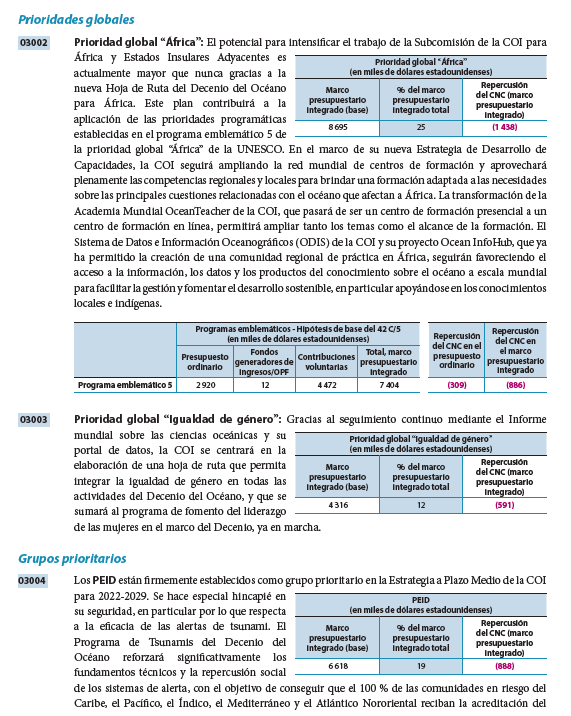 Prioridades globales
03002 Prioridad global “África”: El potencial para intensificar el trabajo de la Subcomisión de la COI para
África y Estados Insulares Adyacentes es
actualmente mayor que nunca gracias a la
nueva Hoja de Ruta del Decenio del Océano
para África. Este plan contribuirá a la
aplicación de las prioridades programáticas
establecidas en el programa emblemático 5 de
Prioridad global “África”
(en miles de dólares estadounidenses)
Marco presupuestario integrado (base) % del marco presupuestario integrado total Repercusión del CNC (marco presupuestario integrado)
8 695 25 (1 438)
la prioridad global “África” de la UNESCO. En el marco de su nueva Estrategia de Desarrollo de
Capacidades, la COI seguirá ampliando la red mundial de centros de formación y aprovechará
plenamente las competencias regionales y locales para brindar una formación adaptada a las necesidades
sobre las principales cuestiones relacionadas con el océano que afectan a África. La transformación de la
Academia Mundial OceanTeacher de la COI, que pasará de ser un centro de formación presencial a un
centro de formación en línea, permitirá ampliar tanto los temas como el alcance de la formación. El
Sistema de Datos e Información Oceanográficos (ODIS) de la COI y su proyecto Ocean InfoHub, que ya
ha permitido la creación de una comunidad regional de práctica en África, seguirán favoreciendo el
acceso a la información, los datos y los productos del conocimiento sobre el océano a escala mundial
para facilitar la gestión y fomentar el desarrollo sostenible, en particular apoyándose en los conocimientos
locales e indígenas.
Programas emblemáticos - Hipótesis de base del 42 C/5
(en miles de dólares estadounidenses)
Presupuesto ordinario Fondos generadores de ingresos/OPF Contribuciones voluntarias Total, marco presupuestario integrado Repercusión del CNC en el presupuesto ordinario Repercusión del CNC en el marco presupuestario integrado
Programa emblemático 5 2 920 12 4 472 7 404 (309) (886)
03003 Prioridad global “Igualdad de género”: Gracias al seguimiento continuo mediante el Informe
mundial sobre las ciencias oceánicas y su
portal de datos, la COI se centrará en la
elaboración de una hoja de ruta que permita
integrar la igualdad de género en todas las
actividades del Decenio del Océano, y que se
sumará al programa de fomento del liderazgo
de las mujeres en el marco del Decenio, ya en marcha.
Prioridad global “Igualdad de género”
(en miles de dólares estadounidenses)
Marco presupuestario integrado (base) % del marco presupuestario integrado total Repercusión del CNC (marco presupuestario integrado)
4 316 12 (591)
Grupos prioritarios
03004 Los PEID están firmemente establecidos como grupo prioritario en la Estrategia a Plazo Medio de la COI
para 2022-2029. Se hace especial hincapié en
su seguridad, en particular por lo que respecta
a la eficacia de las alertas de tsunami. El
Programa de Tsunamis del Decenio del
Océano reforzará significativamente los
fundamentos técnicos y la repercusión social
PEID
(en miles de dólares estadounidenses)
Marco presupuestario integrado (base) % del marco presupuestario integrado total Repercusión del CNC (marco presupuestario integrado)
6 618 19 (888)
de los sistemas de alerta, con el objetivo de conseguir que el 100 % de las comunidades en riesgo del
Caribe, el Pacífico, el Índico, el Mediterráneo y el Atlántico Nororiental reciban la acreditación del